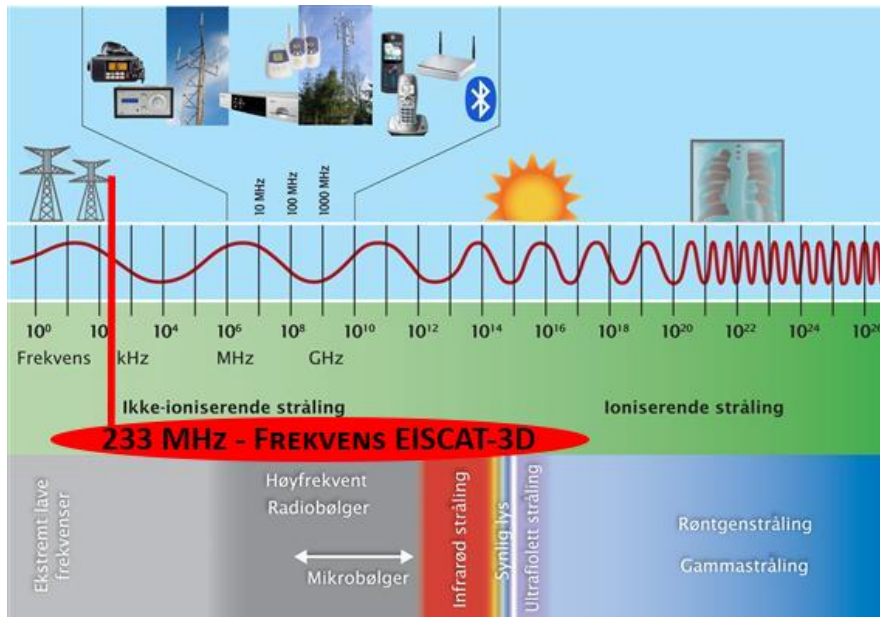 10 MHz
100 MHz
1000 MHz
10⁰ 10 10⁴ 10⁶ 10⁸ 10¹⁰ 10¹² 10¹⁴ 10¹⁶ 10¹⁸ 10²⁰ 10²² 10²⁴ 10²⁶
Frekvens kHz MHz GHz
Ikke-ioniserende stråling Ioniserende stråling
233 MHz - FREKVENS EISCAT-3D
Ekstremt lave
frekvenser
Høyfrekvent
Radiobølger
Mikrobølger
Infrarød stråling
Synlig lys
Ultrafiolett stråling
Røntgenstråling
Gammastråling